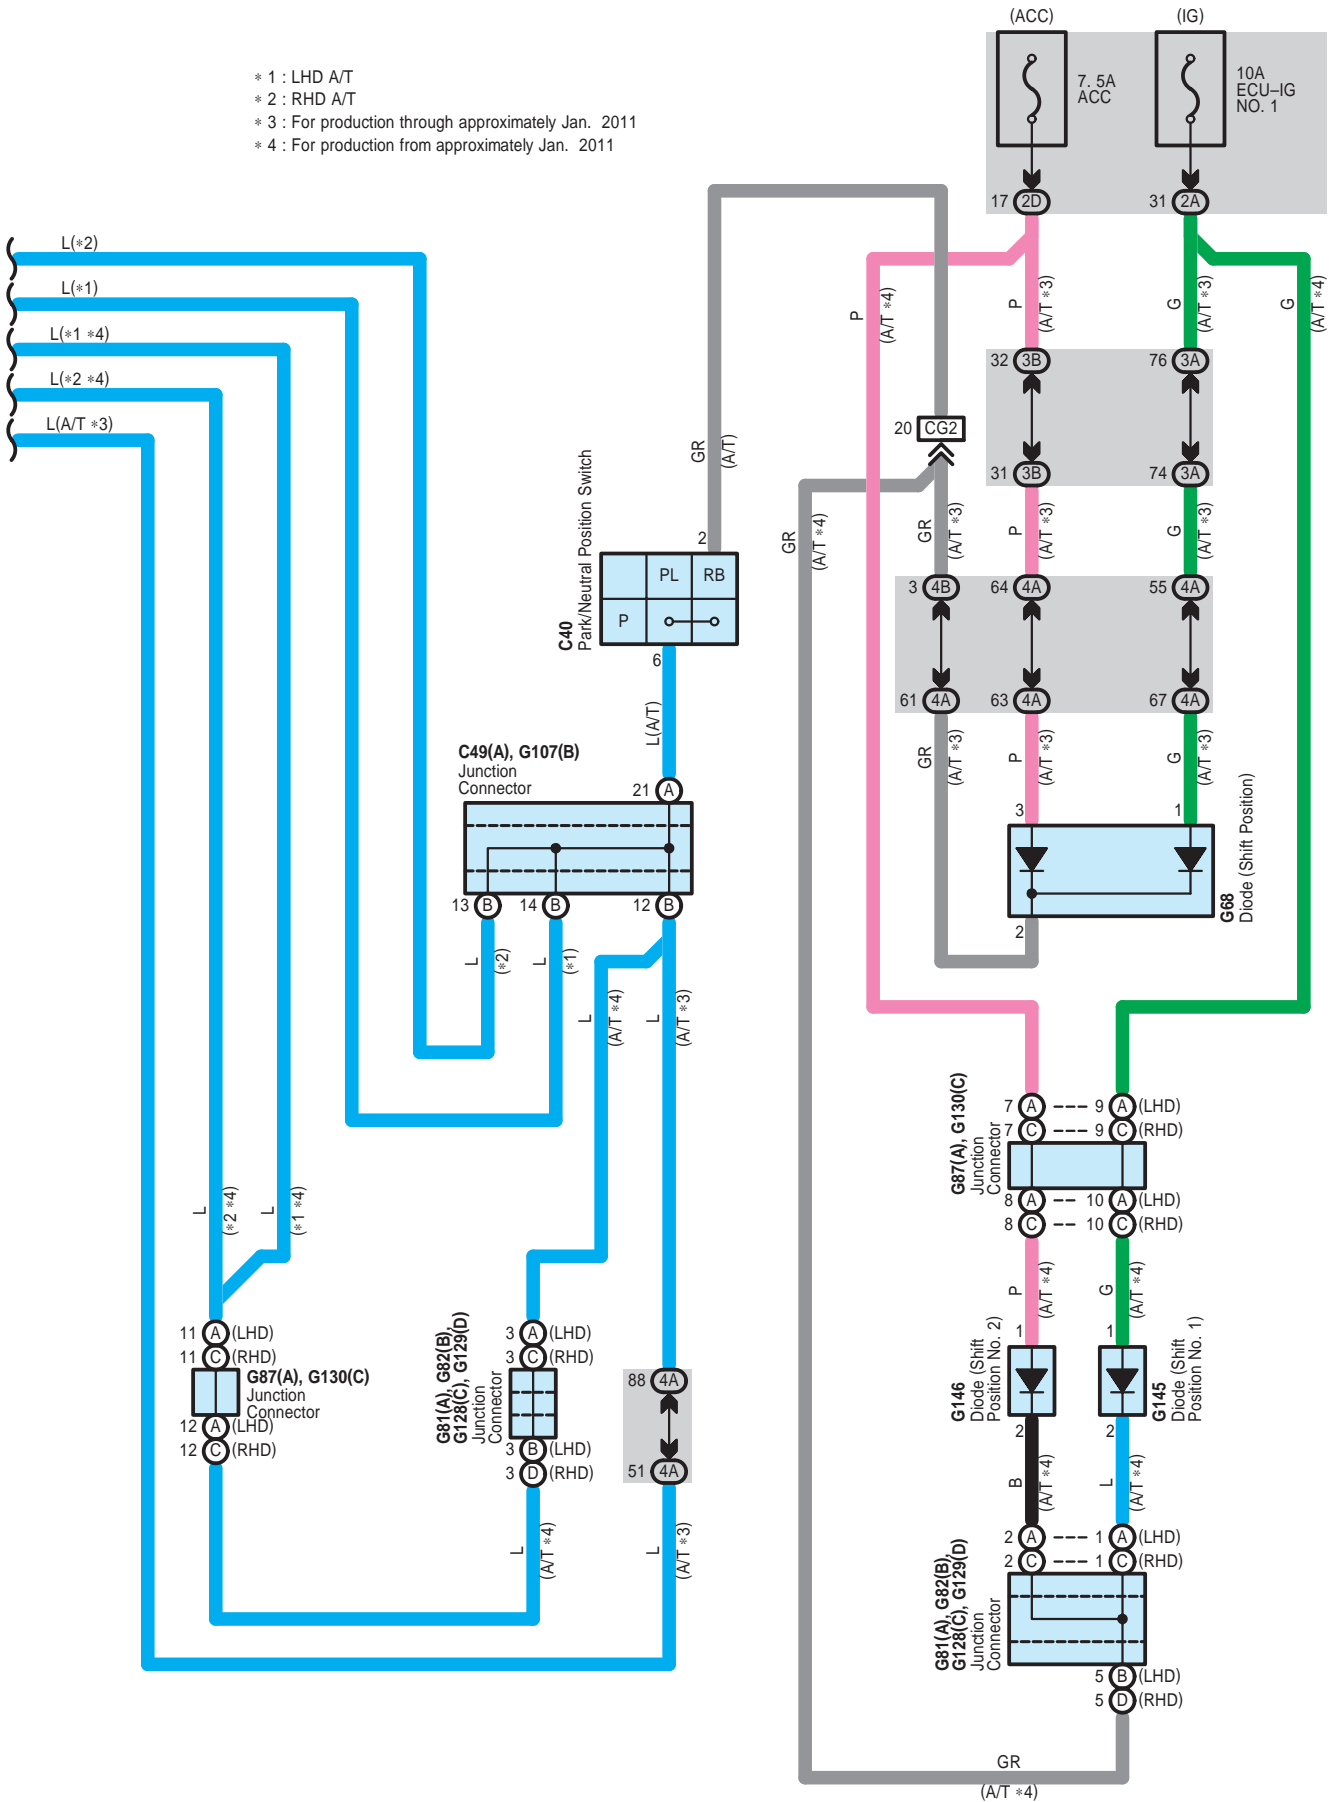 (ACC)
(IG)
7. 5A
ACC
10A
ECU–IG
NO. 1
∗ 1 : LHD A/T
∗ 2 : RHD A/T
∗ 3 : For production through approximately Jan. 2011
∗ 4 : For production from approximately Jan. 2011
17 2D
31 2A
L(∗2)
L(∗1)
L(∗1 ∗4)
L(∗2 ∗4)
L(A/T ∗3)
P
(A/T ∗4)
P
(A/T ∗3)
G
(A/T ∗3)
G
(A/T ∗4)
32 3B
76 3A
20 CG2
GR
(A/T)
31 3B
74 3A
GR
(A/T ∗4)
GR
(A/T ∗3)
P
(A/T ∗3)
G
(A/T ∗3)
C40
Park/Neutral Position Switch
2
PL RB
P
6
3 4B
64 4A
55 4A
61 4A
63 4A
67 4A
L(A/T)
GR
(A/T ∗3)
P
(A/T ∗3)
G
(A/T ∗3)
C49(A), G107(B)
Junction
Connector
21 A
13 B
14 B
12 B
3
1
2
G68
Diode (Shift Position)
L
(∗2)
L
(∗1)
L
(A/T ∗4)
L
(A/T ∗3)
7 A 9 A (LHD)
7 C 9 C (RHD)
G87(A), G130(C)
Junction
Connector
8 A 10 A (LHD)
8 C 10 C (RHD)
L
(∗2 ∗4)
L
(∗1 ∗4)
P
(A/T ∗4)
G
(A/T ∗4)
11 A (LHD)
11 C (RHD)
G87(A), G130(C)
Junction
Connector
12 A (LHD)
12 C (RHD)
3 A (LHD)
3 C (RHD)
G81(A), G82(B),
G128(C), G129(D)
Junction
Connector
3 B (LHD)
3 D (RHD)
88 4A
51 4A
1
G146
Diode (Shift
Position No. 2)
2
1
G145
Diode (Shift
Position No. 1)
2
B
(A/T ∗4)
L
(A/T ∗4)
L
(A/T ∗4)
L
(A/T ∗3)
2 A 1 A (LHD)
2 C 1 C (RHD)
G81(A), G82(B),
G128(C), G129(D)
Junction
Connector
5 B (LHD)
5 D (RHD)
GR
(A/T ∗4)